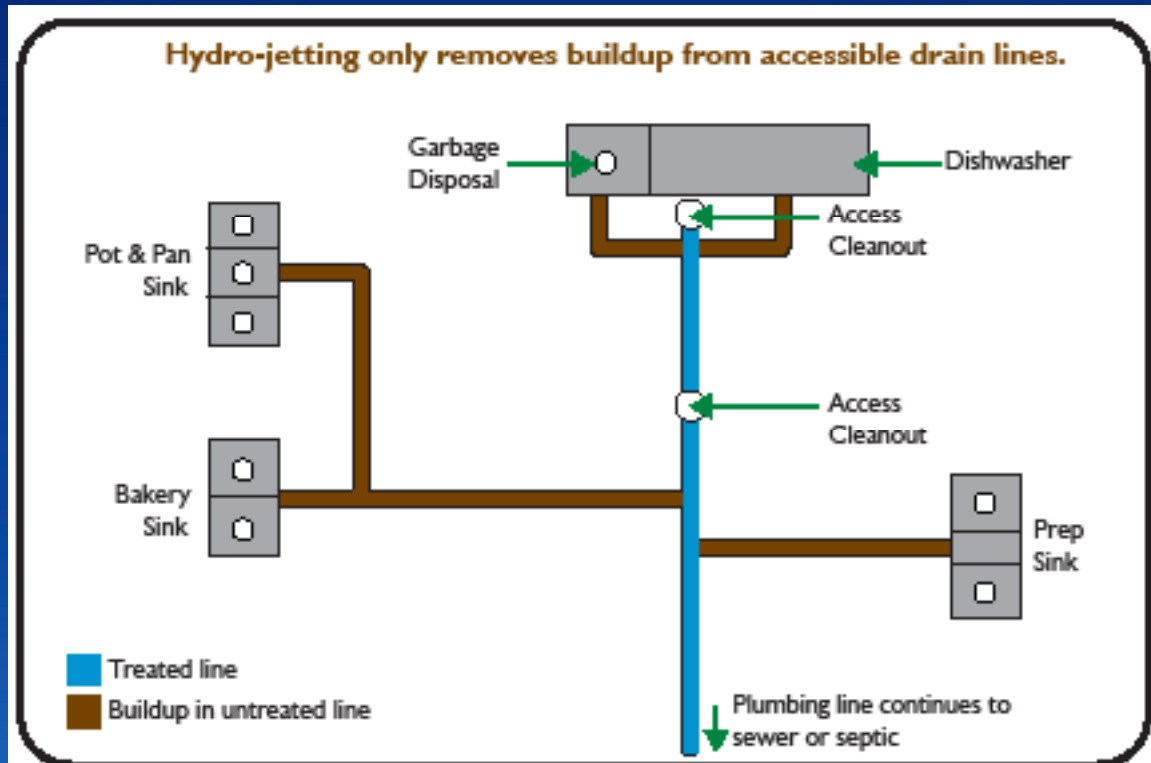 Hydro-jetting only removes buildup from accessible drain lines.
Garbage
Disposal
Dishwasher
Access
Cleanout
Pot & Pan
Sink
Access
Cleanout
Bakery
Sink
Prep
Sink
Treated line
Buildup in untreated line
Plumbing line continues to
sewer or septic